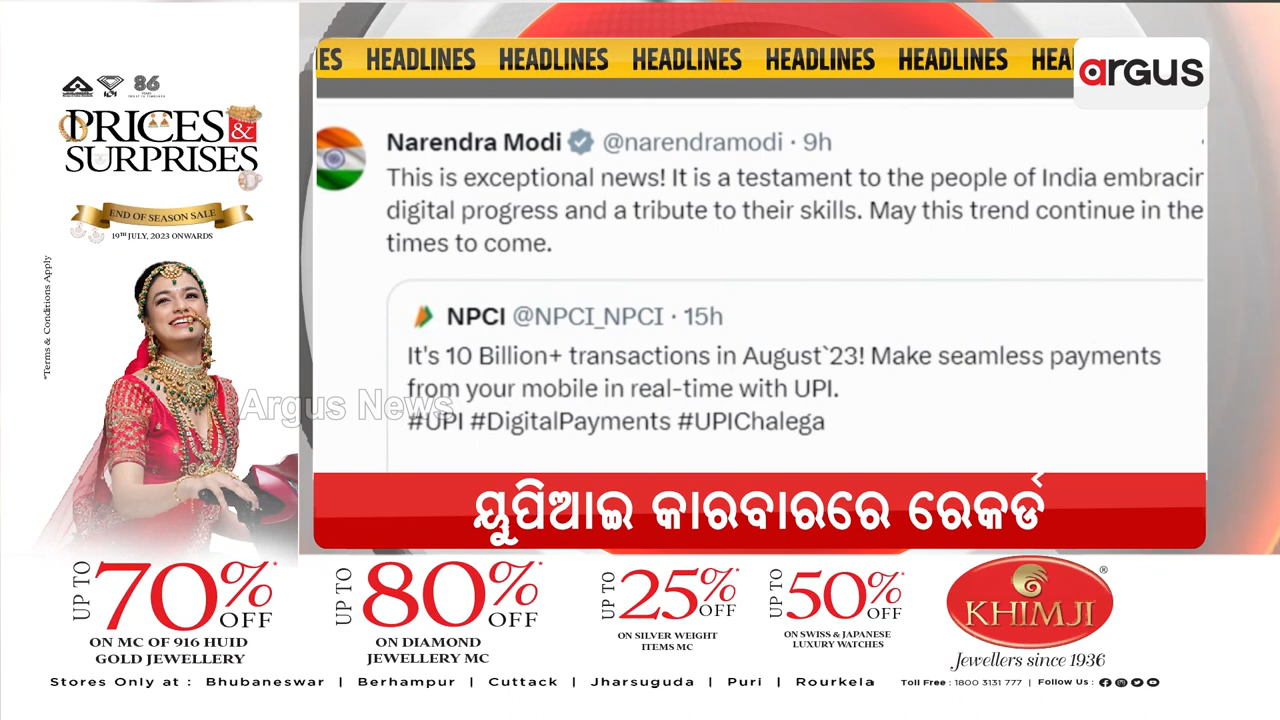 ES HEADLINES HEADLINES HEADLINES HEADLINES HEADLINES HEA
argus
86
PRICES &
SURPRISES
END OF SEASON SALE
19TH JULY, 2023 ONWARDS
*Terms & Conditions Apply
Narendra Modi @narendramodi · 9h
This is exceptional news! It is a testament to the people of India embracin
digital progress and a tribute to their skills. May this trend continue in the
times to come.
NPCI @NPCI_NPCI · 15h
It's 10 Billion+ transactions in August`23! Make seamless payments
from your mobile in real-time with UPI.
#UPI #DigitalPayments #UPIChalega
Argus News
ୟୁପିଆଇ କାରବାରରେ ରେକର୍ଡ
UP TO 70%* OFF
ON MC OF 916 HUID
GOLD JEWELLERY
UP TO 80%* OFF
ON DIAMOND
JEWELLERY MC
UP TO 25%* OFF
ON SILVER WEIGHT
ITEMS MC
UP TO 50%* OFF
ON SWISS & JAPANESE
LUXURY WATCHES
KHIMJI ®
Jewellers since 1936
Stores Only at : Bhubaneswar | Berhampur | Cuttack | Jharsuguda | Puri | Rourkela
Toll Free : 1800 3131 777 | Follow Us :